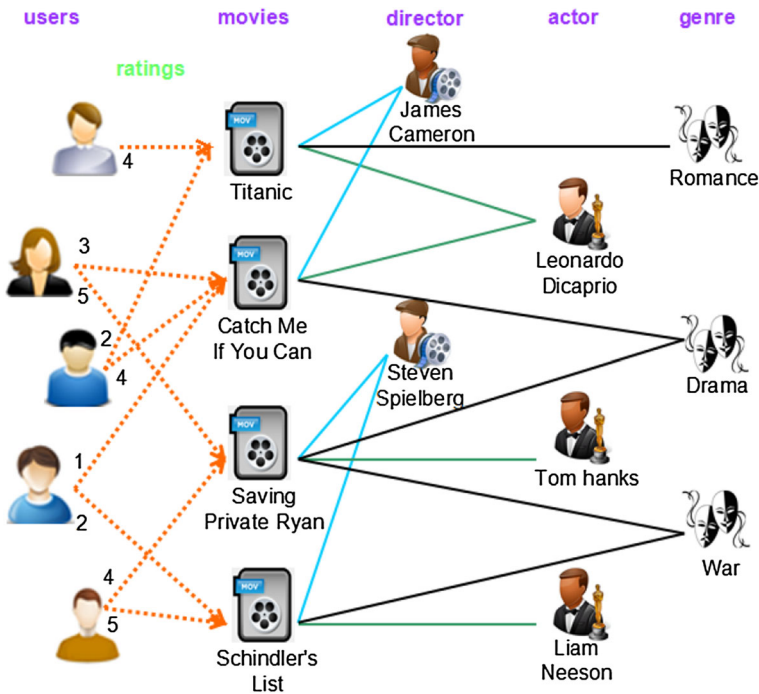 users
movies
director
actor
genre
ratings
James
Cameron
MOV
4
Titanic
Romance
3
5
MOV
Catch Me
If You Can
Leonardo
Dicaprio
2
4
Steven
Spielberg
Drama
1
2
MOV
Saving
Private Ryan
Tom hanks
War
4
5
MOV
Schindler's
List
Liam
Neeson